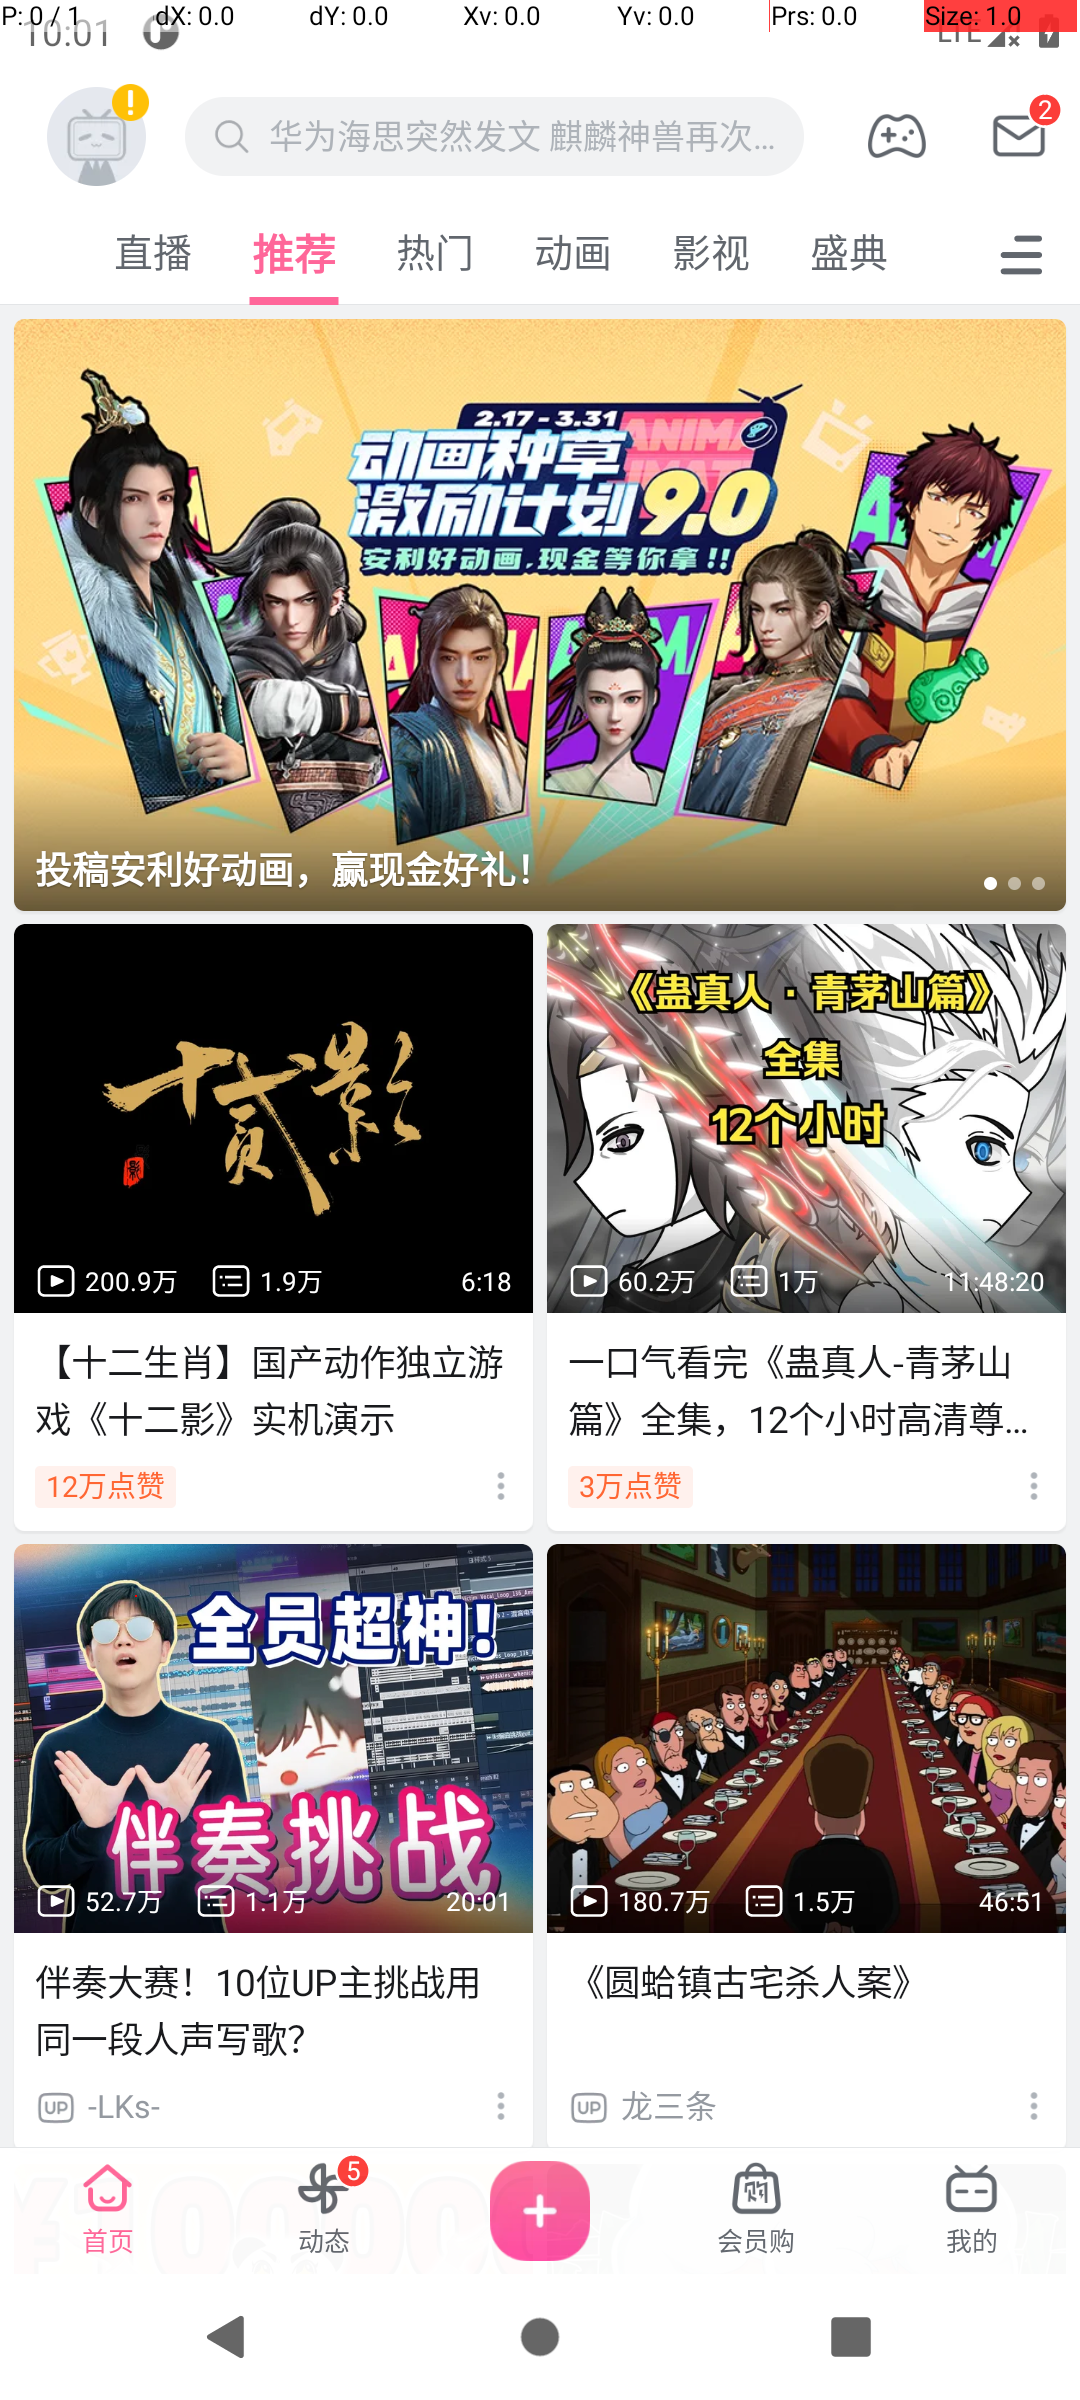 P: 0 / 1 dX: 0.0 dY: 0.0 Xv: 0.0 Yv: 0.0 Prs: 0.0 Size: 1.0
10:01 LTE
华为海思突然发文 麒麟神兽再次... 2
直播 推荐 热门 动画 影视 盛典
2.17 - 3.31
动画种草
激励计划9.0
安利好动画,现金等你拿!!
投稿安利好动画，赢现金好礼！
十贰影
200.9万 1.9万 6:18
【十二生肖】国产动作独立游
戏《十二影》实机演示
12万点赞
《蛊真人·青茅山篇》
全集
12个小时
60.2万 1万 11:48:20
一口气看完《蛊真人-青茅山
篇》全集，12个小时高清尊...
3万点赞
全员超神!
伴奏挑战
52.7万 1.1万 20:01
伴奏大赛！10位UP主挑战用
同一段人声写歌？
UP -LKs-
180.7万 1.5万 46:51
《圆蛤镇古宅杀人案》
UP 龙三条
首页 动态 5 会员购 我的